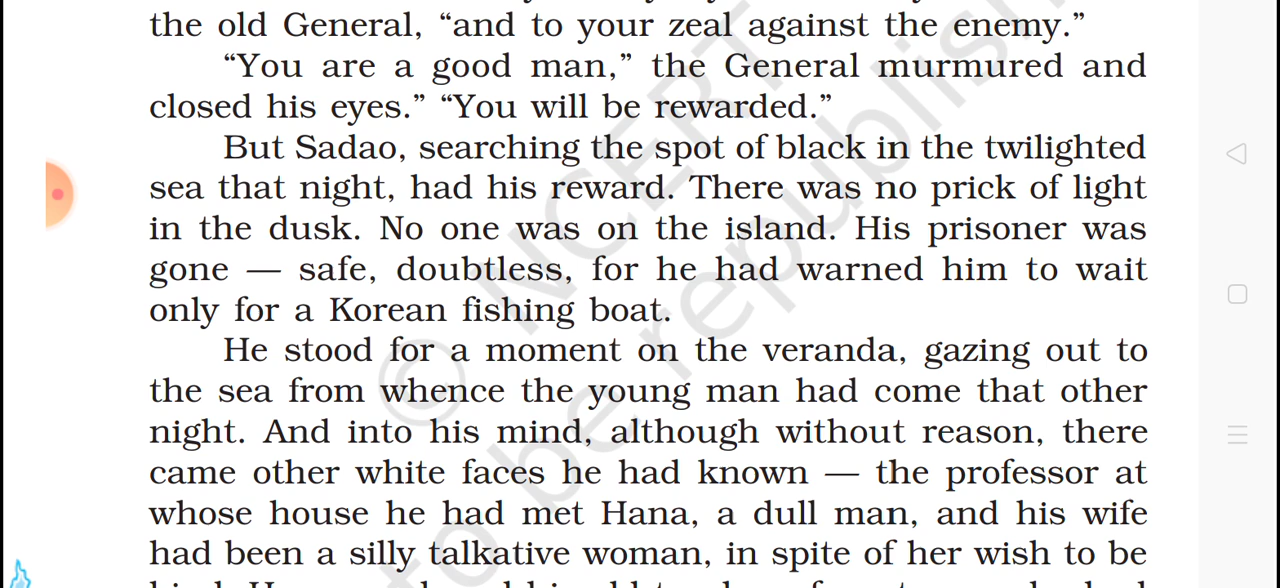 the old General, “and to your zeal against the enemy.”
“You are a good man,” the General murmured and
closed his eyes.” “You will be rewarded.”
But Sadao, searching the spot of black in the twilighted
sea that night, had his reward. There was no prick of light
in the dusk. No one was on the island. His prisoner was
gone — safe, doubtless, for he had warned him to wait
only for a Korean fishing boat.
He stood for a moment on the veranda, gazing out to
the sea from whence the young man had come that other
night. And into his mind, although without reason, there
came other white faces he had known — the professor at
whose house he had met Hana, a dull man, and his wife
had been a silly talkative woman, in spite of her wish to be
© NCERT
to be republish